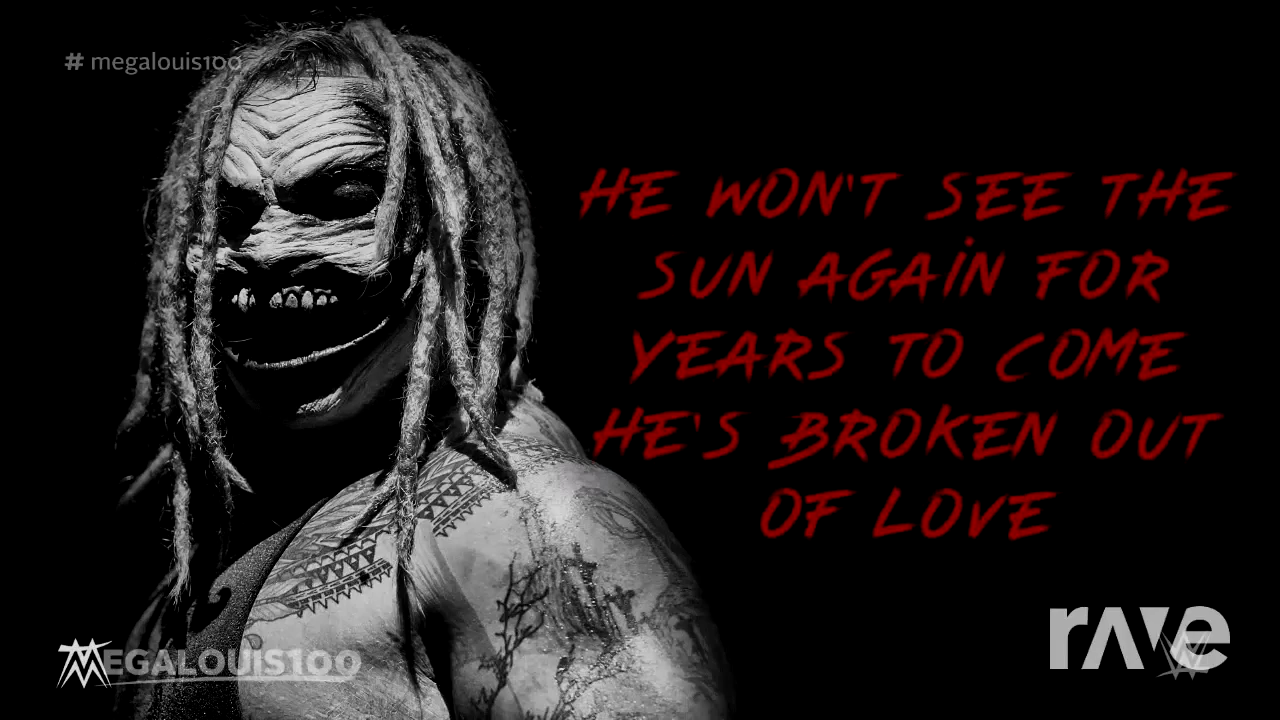 # megalouis100
HE WON'T SEE THE
SUN AGAIN FOR
YEARS TO COME
HE'S BROKEN OUT
OF LOVE
MEGALOUIS100
rave